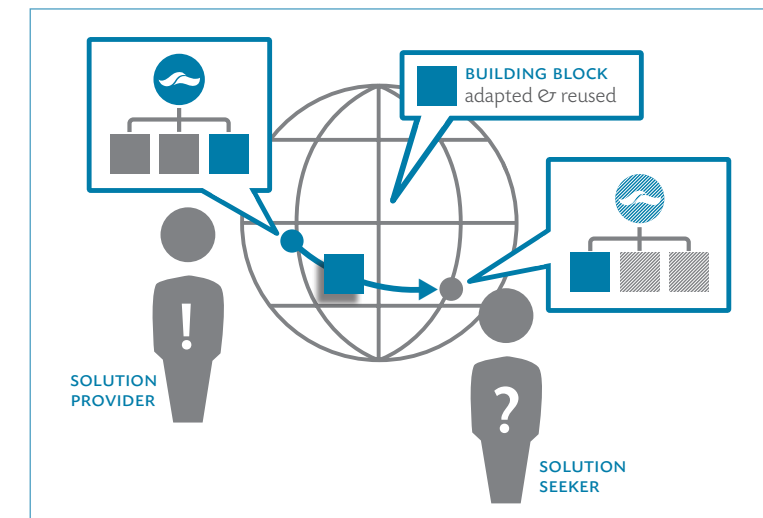 BUILDING BLOCK
adapted & reused
!
SOLUTION
PROVIDER
?
SOLUTION
SEEKER